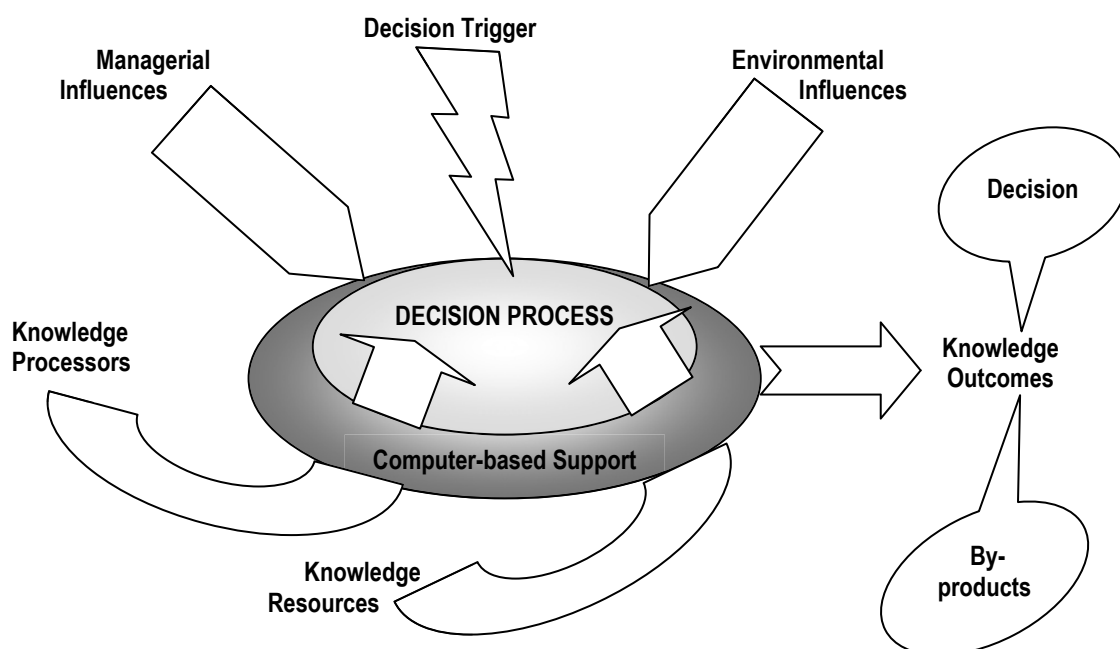 Decision Trigger
Managerial
Influences
Environmental
Influences
Decision
DECISION PROCESS
Knowledge
Processors
Knowledge
Outcomes
Computer-based Support
Knowledge
Resources
By-
products